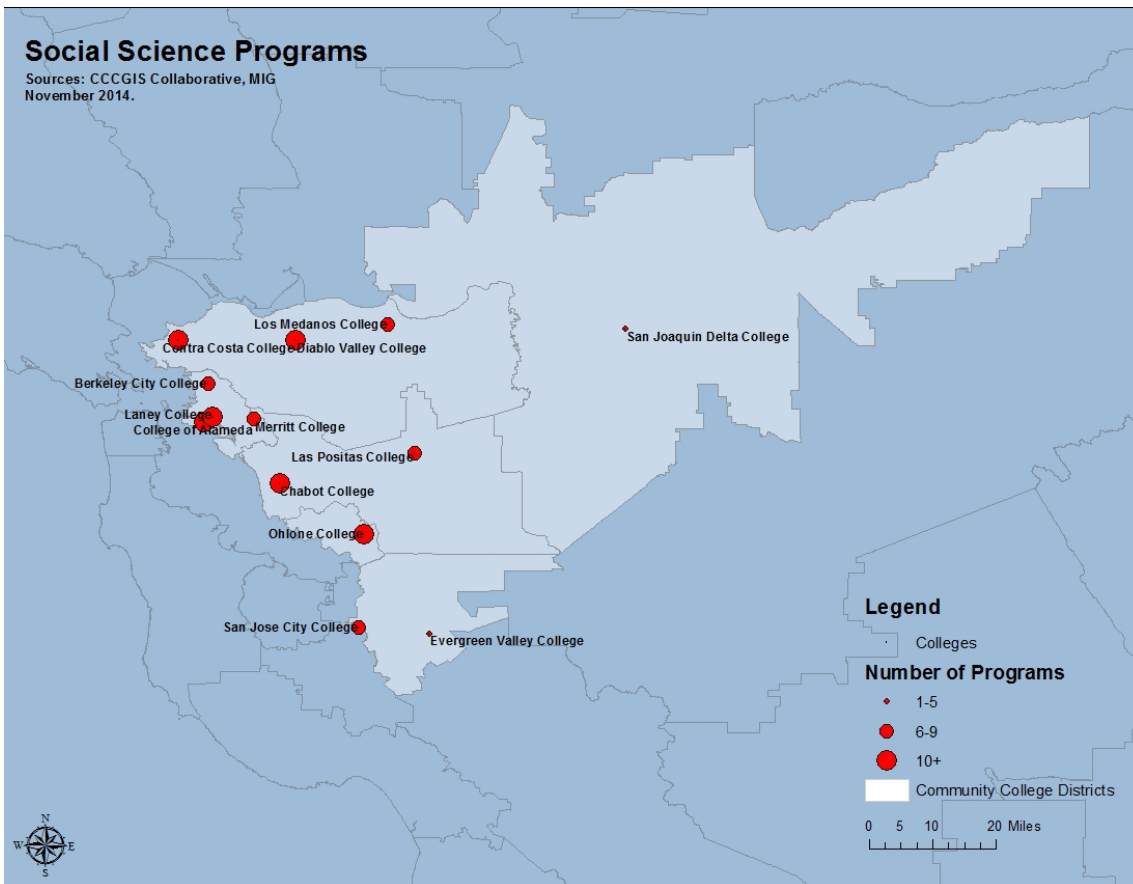 Social Science Programs
Sources: CCCGIS Collaborative, MIG
November 2014.
Los Medanos College
San Joaquin Delta College
Contra Costa College
Diablo Valley College
Berkeley City College
Laney College
College of Alameda
Merritt College
Las Positas College
Chabot College
Ohlone College
San Jose City College
Evergreen Valley College
Legend
Colleges
Number of Programs
1-5
6-9
10+
Community College Districts
0 5 10 20 Miles
N
W E
S